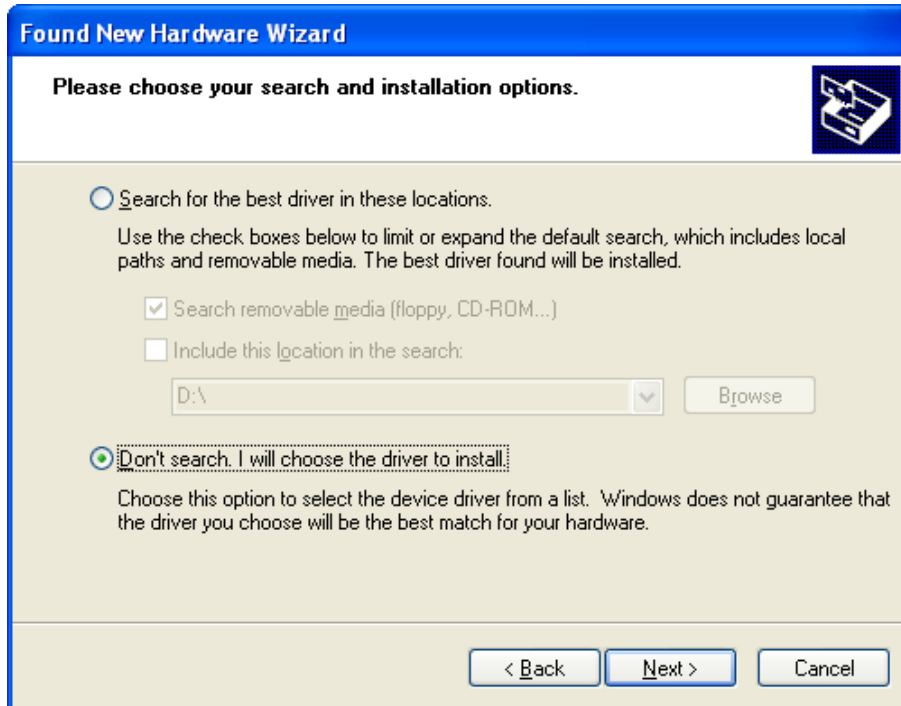 Found New Hardware Wizard
Please choose your search and installation options.
Search for the best driver in these locations.
Use the check boxes below to limit or expand the default search, which includes local
paths and removable media. The best driver found will be installed.
Search removable media (floppy, CD-ROM...)
Include this location in the search:
D:\
Browse
Don't search. I will choose the driver to install.
Choose this option to select the device driver from a list.  Windows does not guarantee that
the driver you choose will be the best match for your hardware.
< Back
Next >
Cancel